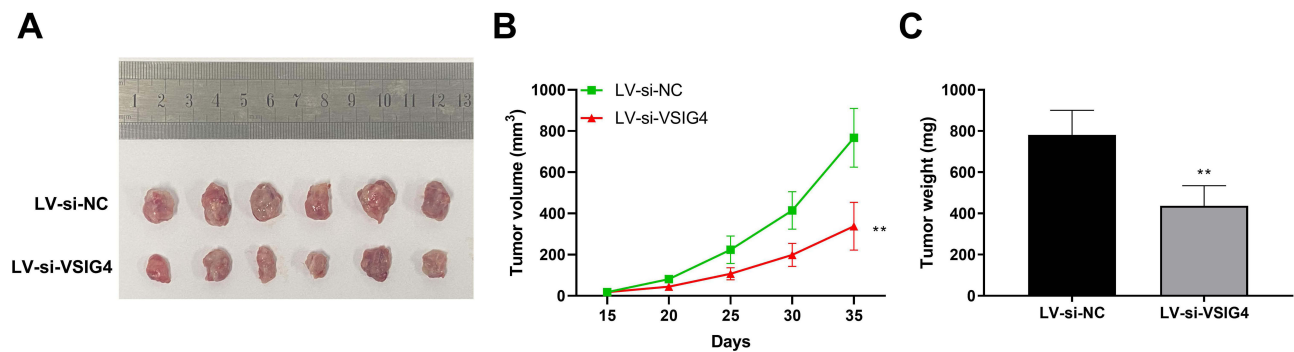 A
1 2 3 4 5 6 7 8 9 10 11 12 13
LV-si-NC
LV-si-VSIG4
B
Tumor volume (mm³)
1000
800
600
400
200
0
LV-si-NC
LV-si-VSIG4
**
15 20 25 30 35
Days
C
Tumor weight (mg)
1000
800
600
400
200
0
**
LV-si-NC LV-si-VSIG4